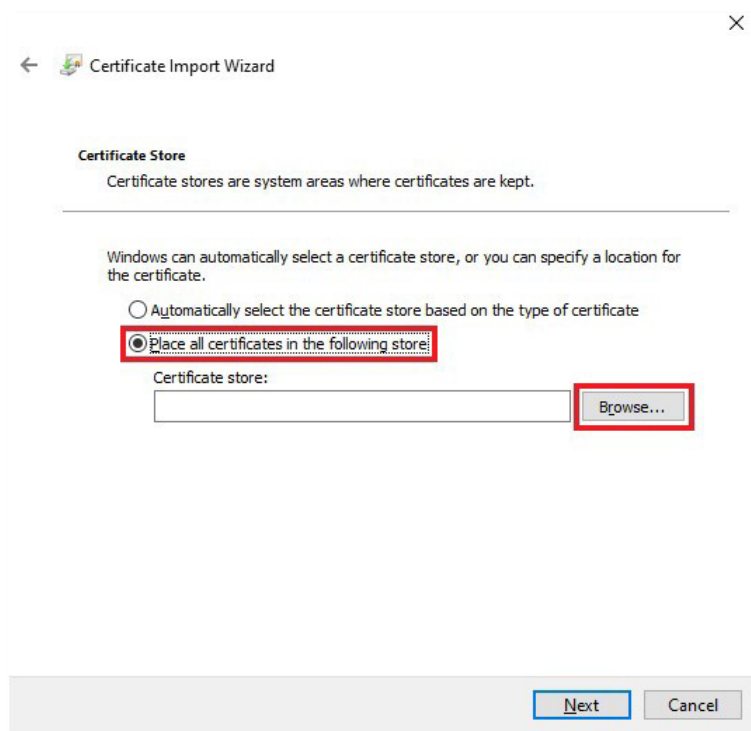 Certificate Import Wizard
Certificate Store
Certificate stores are system areas where certificates are kept.
Windows can automatically select a certificate store, or you can specify a location for
the certificate.
Automatically select the certificate store based on the type of certificate
Place all certificates in the following store
Certificate store:
Browse...
Next
Cancel